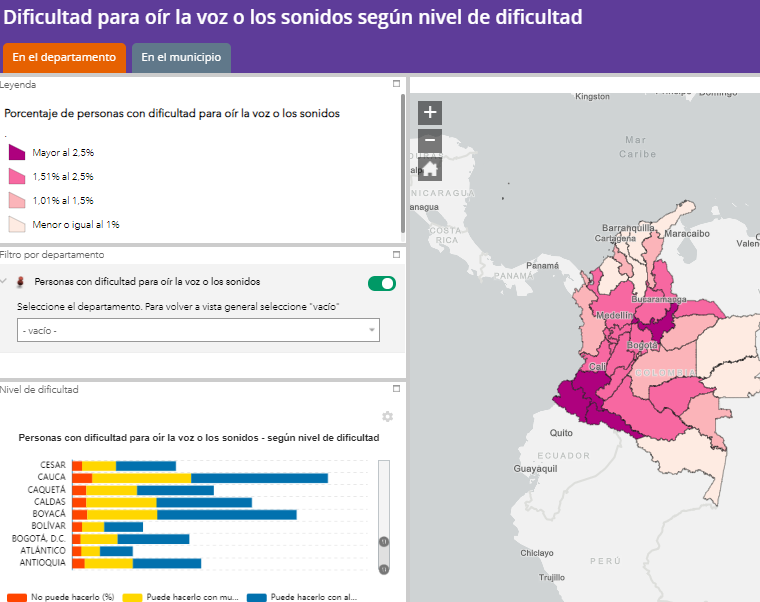 Dificultad para oír la voz o los sonidos según nivel de dificultad
En el departamento
En el municipio
Leyenda
Porcentaje de personas con dificultad para oír la voz o los sonidos
.
Mayor al 2,5%
1,51% al 2,5%
1,01% al 1,5%
Menor o igual al 1%
Filtro por departamento
Personas con dificultad para oír la voz o los sonidos
Seleccione el departamento. Para volver a vista general seleccione "vacío"
- vacío -
Nivel de dificultad
Personas con dificultad para oír la voz o los sonidos - según nivel de dificultad
CESAR
CAUCA
CAQUETÁ
CALDAS
BOYACÁ
BOLÍVAR
BOGOTÁ, D.C.
ATLÁNTICO
ANTIOQUIA
No puede hacerlo (%)
Puede hacerlo con mu...
Puede hacerlo con al...
+
−
Kingston
Mar
Caribe
NICARAGUA
anagua
COSTA
RICA
Panamá
PANAMÁ
Barranquilla
Cartagena
Maracaibo
Valen
Bucaramanga
Medellín
Bogotá
COLOMBIA
Cali
Quito
ECUADOR
Guayaquil
Chiclayo
Trujillo
PERÚ